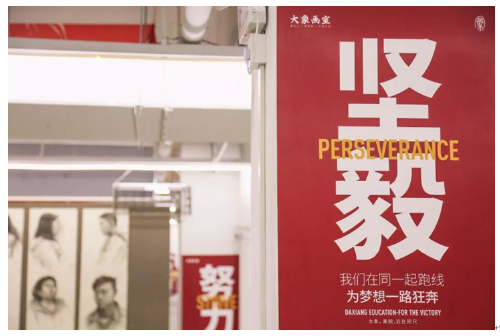 大象画室
坚毅
PERSEVERANCE
我们在同一起跑线
为梦想一路狂奔
DAXIANG EDUCATION-FOR THE VICTORY
努力
STRIVE